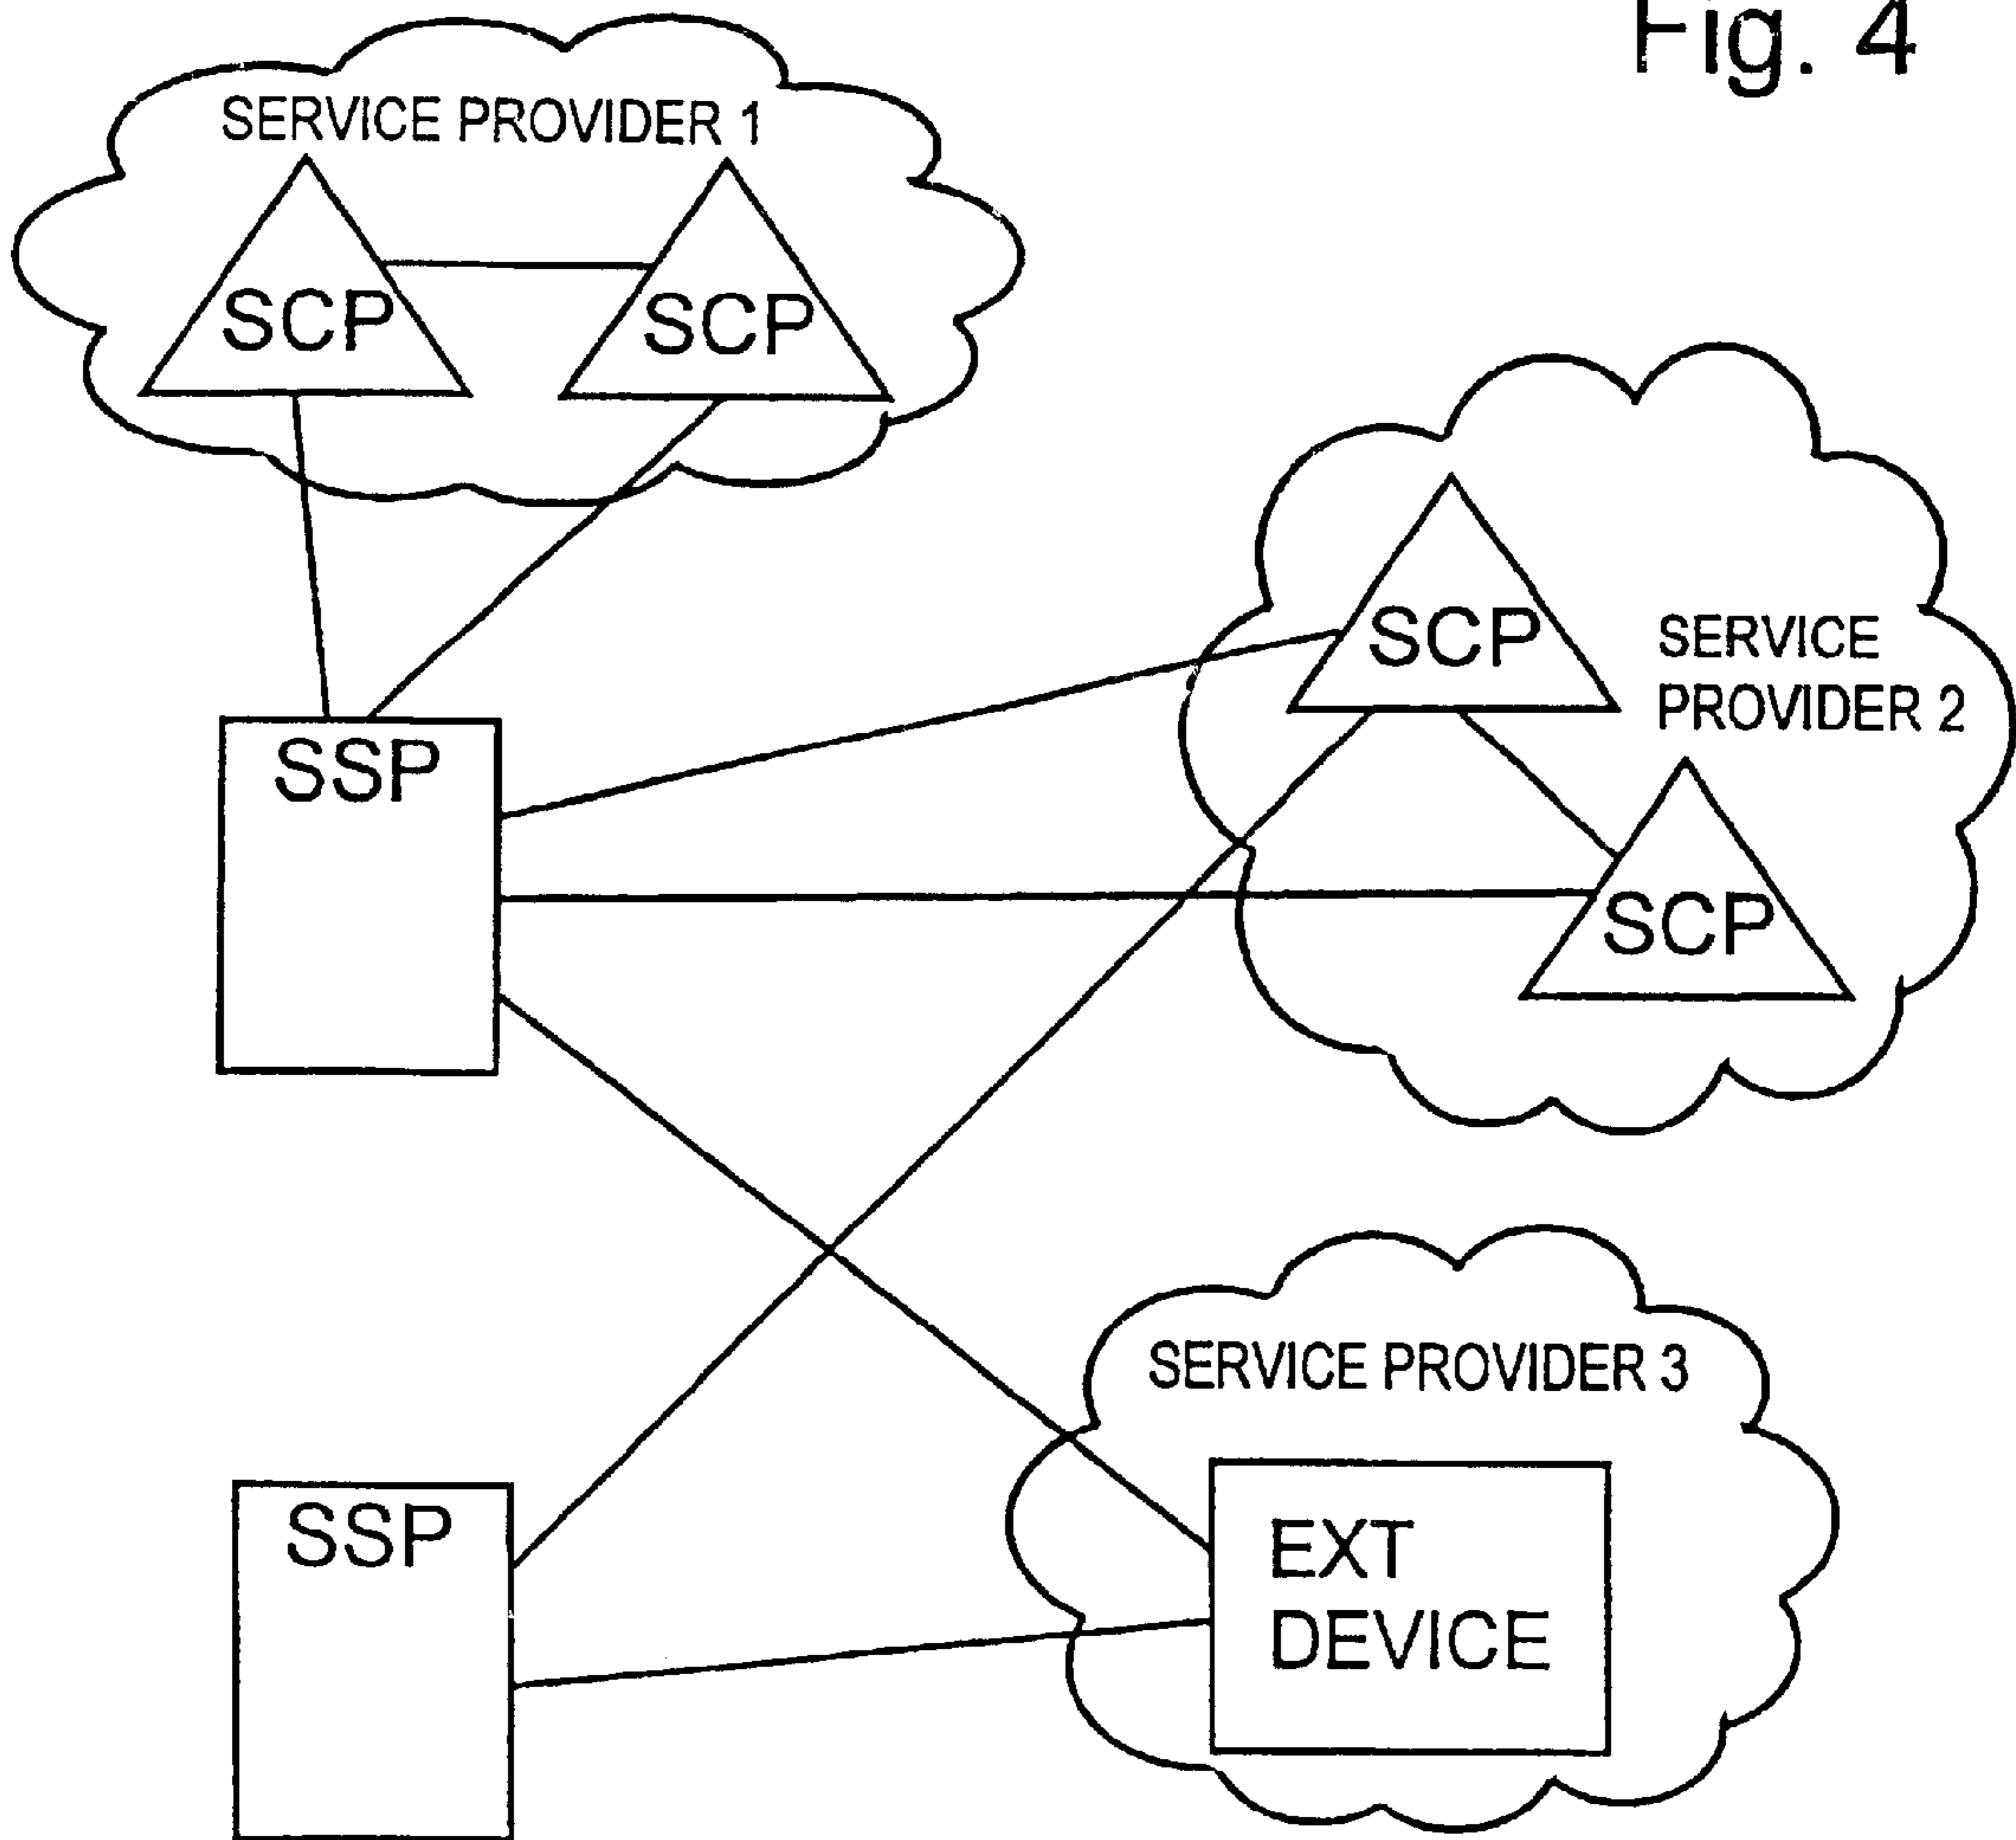 Fig. 4
SERVICE PROVIDER 1
SCP
SCP
SCP
SERVICE
PROVIDER 2
SSP
SCP
SERVICE PROVIDER 3
SSP
EXT
DEVICE